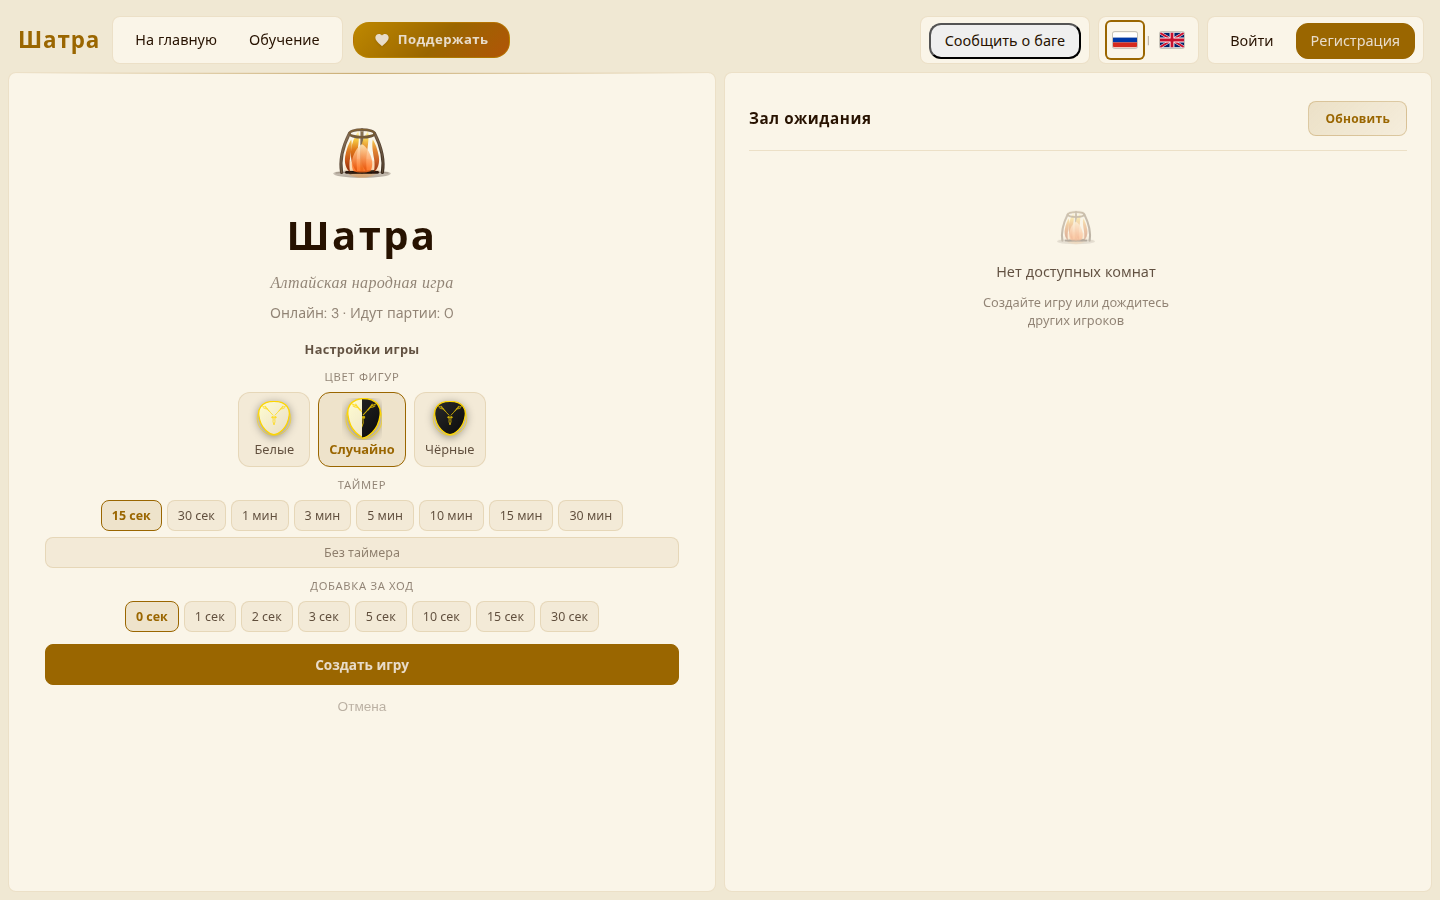 Шатра
На главную
Обучение
Поддержать
Сообщить о баге
Войти
Регистрация
Шатра
Алтайская народная игра
Онлайн: 3 · Идут партии: 0
Настройки игры
ЦВЕТ ФИГУР
Белые
Случайно
Чёрные
ТАЙМЕР
15 сек
30 сек
1 мин
3 мин
5 мин
10 мин
15 мин
30 мин
Без таймера
ДОБАВКА ЗА ХОД
0 сек
1 сек
2 сек
3 сек
5 сек
10 сек
15 сек
30 сек
Создать игру
Отмена
Зал ожидания
Обновить
Нет доступных комнат
Создайте игру или дождитесь
других игроков